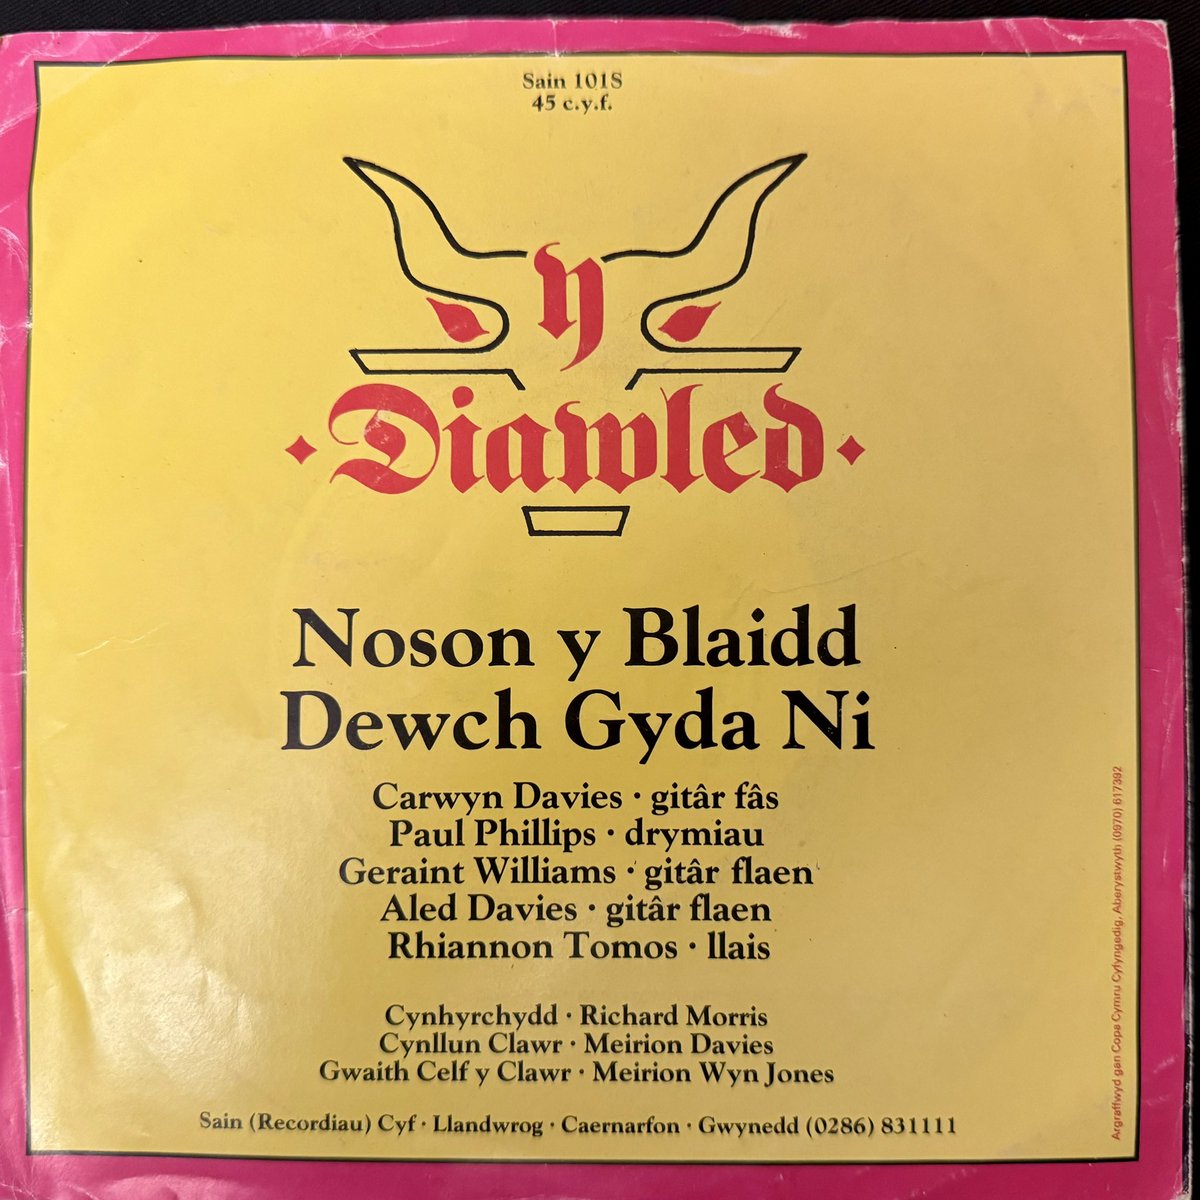 Sain 101S
45 c.y.f.
Y
Diawled
Noson y Blaidd
Dewch Gyda Ni
Carwyn Davies · gitâr fâs
Paul Phillips · drymiau
Geraint Williams · gitâr flaen
Aled Davies · gitâr flaen
Rhiannon Tomos · llais
Cynhyrchydd · Richard Morris
Cynllun Clawr · Meirion Davies
Gwaith Celf y Clawr · Meirion Wyn Jones
Sain (Recordiau) Cyf · Llandwrog · Caernarfon · Gwynedd (0286) 831111
Argraffwyd gan Copa Cymru Cyfyngedig, Aberystwyth (0970) 617392